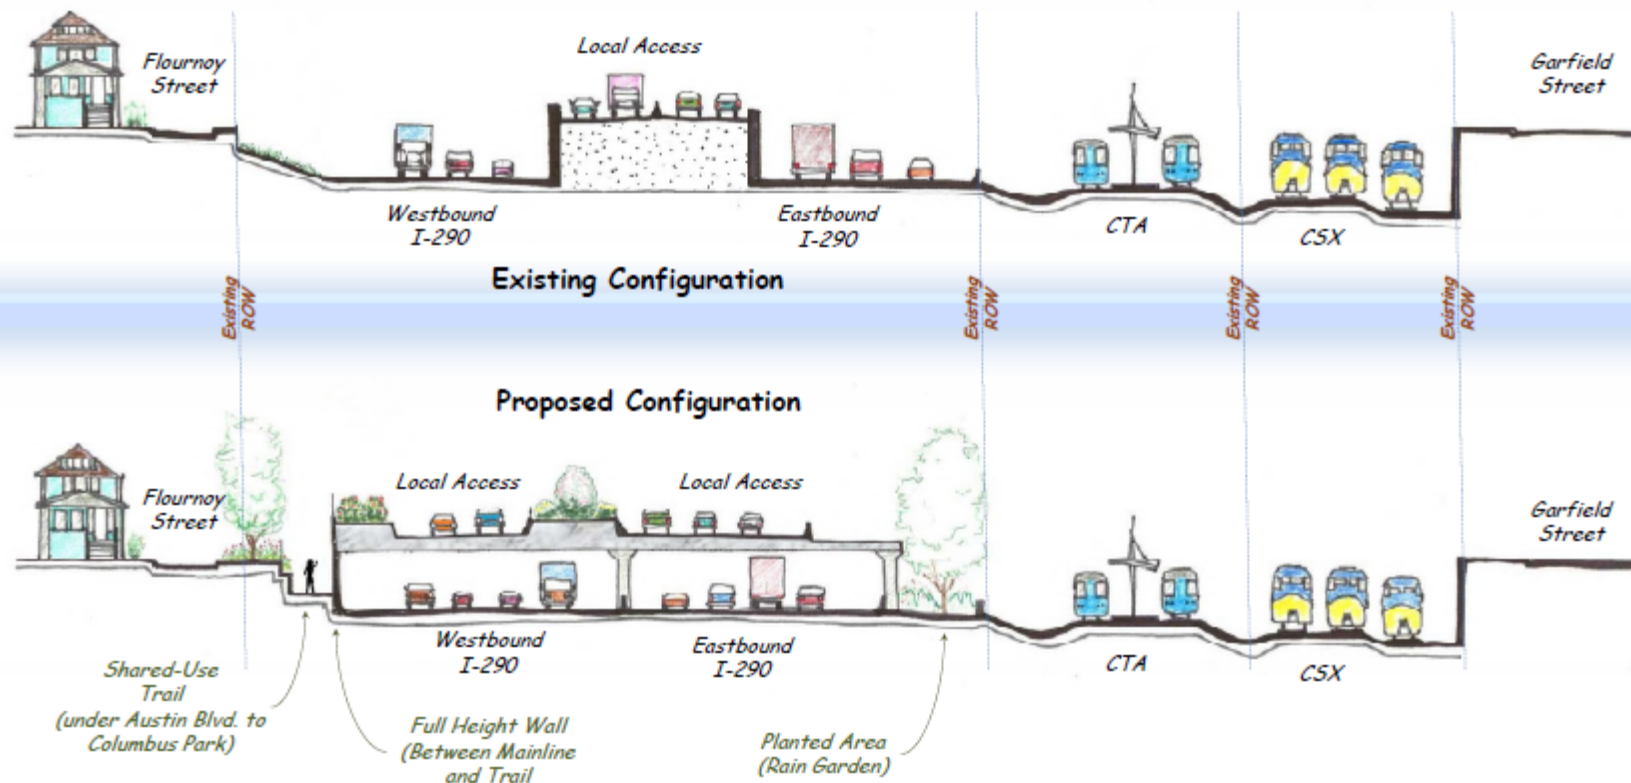 Local Access
Flournoy
Street
Garfield
Street
Westbound
I-290
Eastbound
I-290
CTA
CSX
Existing Configuration
Existing
ROW
Existing
ROW
Existing
ROW
Existing
ROW
Proposed Configuration
Local Access
Local Access
Flournoy
Street
Garfield
Street
Westbound
I-290
Eastbound
I-290
CTA
CSX
Shared-Use
Trail
(under Austin Blvd. to
Columbus Park)
Full Height Wall
(Between Mainline
and Trail
Planted Area
(Rain Garden)